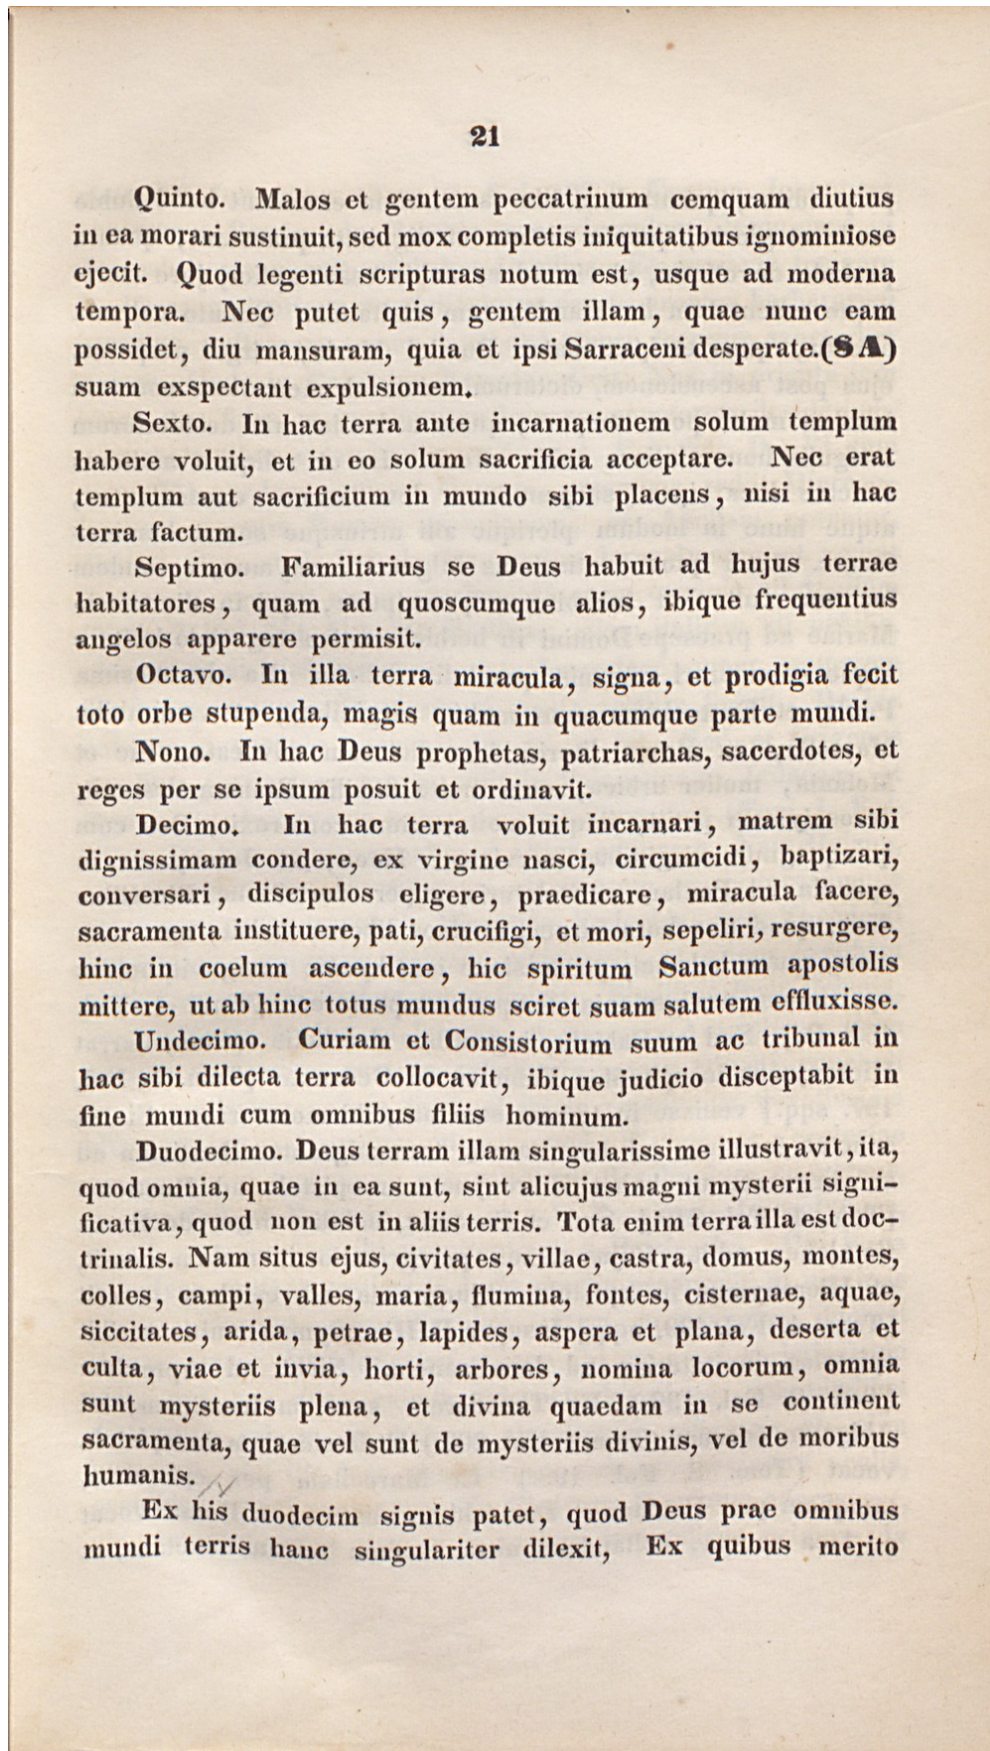 21
Quinto. Malos et gentem peccatrinum cemquam diutius
in ea morari sustinuit, sed mox completis iniquitatibus ignominiose
ejecit. Quod legenti scripturas notum est, usque ad moderna
tempora. Nec putet quis, gentem illam, quae nunc eam
possidet, diu mansuram, quia et ipsi Sarraceni desperate.(S A)
suam exspectant expulsionem.
Sexto. In hac terra ante incarnationem solum templum
habere voluit, et in eo solum sacrificia acceptare. Nec erat
templum aut sacrificium in mundo sibi placens, nisi in hac
terra factum.
Septimo. Familiarius se Deus habuit ad hujus terrae
habitatores, quam ad quoscumque alios, ibique frequentius
angelos apparere permisit.
Octavo. In illa terra miracula, signa, et prodigia fecit
toto orbe stupenda, magis quam in quacumque parte mundi.
Nono. In hac Deus prophetas, patriarchas, sacerdotes, et
reges per se ipsum posuit et ordinavit.
Decimo. In hac terra voluit incarnari, matrem sibi
dignissimam condere, ex virgine nasci, circumcidi, baptizari,
conversari, discipulos eligere, praedicare, miracula facere,
sacramenta instituere, pati, crucifigi, et mori, sepeliri, resurgere,
hinc in coelum ascendere, hic spiritum Sanctum apostolis
mittere, ut ab hinc totus mundus sciret suam salutem effluxisse.
Undecimo. Curiam et Consistorium suum ac tribunal in
hac sibi dilecta terra collocavit, ibique judicio disceptabit in
fine mundi cum omnibus filiis hominum.
Duodecimo. Deus terram illam singularissime illustravit, ita,
quod omnia, quae in ea sunt, sint alicujus magni mysterii signi-
ficativa, quod non est in aliis terris. Tota enim terra illa est doc-
trinalis. Nam situs ejus, civitates, villae, castra, domus, montes,
colles, campi, valles, maria, flumina, fontes, cisternae, aquae,
siccitates, arida, petrae, lapides, aspera et plana, deserta et
culta, viae et invia, horti, arbores, nomina locorum, omnia
sunt mysteriis plena, et divina quaedam in se continent
sacramenta, quae vel sunt de mysteriis divinis, vel de moribus
humanis.
Ex his duodecim signis patet, quod Deus prae omnibus
mundi terris hanc singulariter dilexit, Ex quibus merito